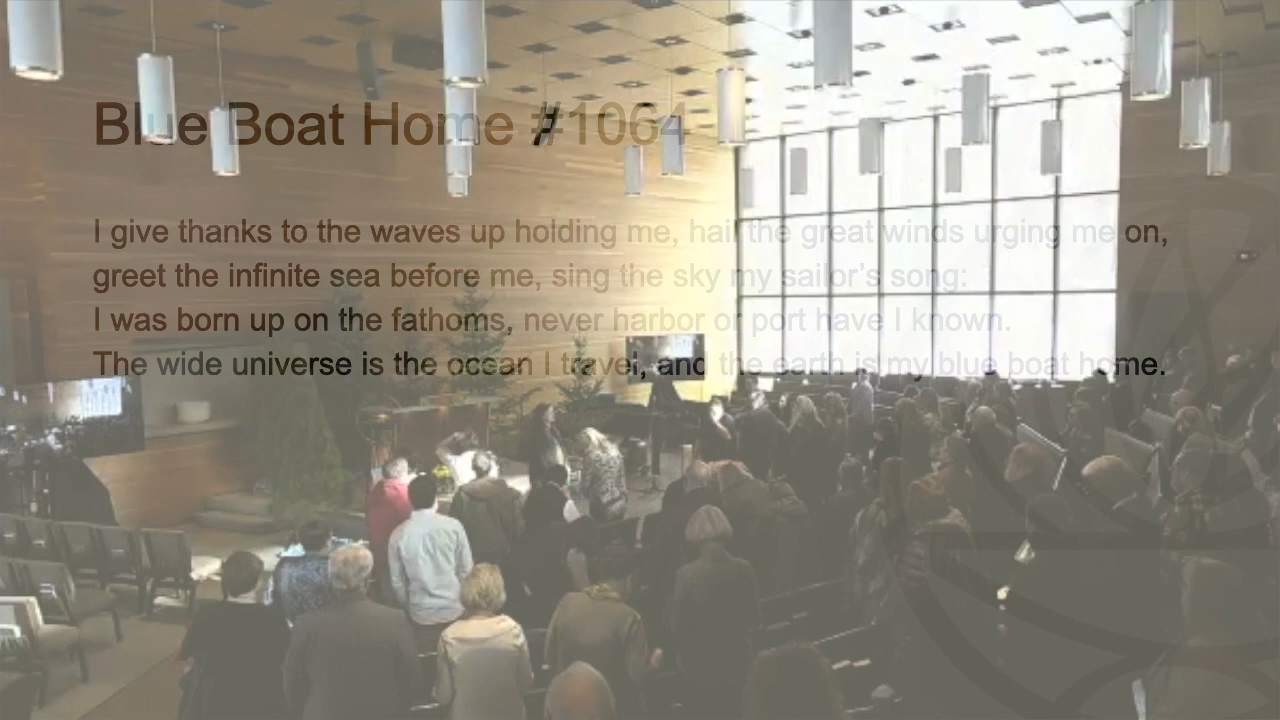 Blue Boat Home #1064
I give thanks to the waves up holding me, hail the great winds urging me on,
greet the infinite sea before me, sing the sky my sailor's song:
I was born up on the fathoms, never harbor or port have I known.
The wide universe is the ocean I travel, and the earth is my blue boat home.